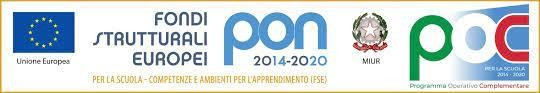 Unione Europea
FONDI
STRUTTURALI
EUROPEI
pon
2014-2020
PER LA SCUOLA - COMPETENZE E AMBIENTI PER L'APPRENDIMENTO (FSE)
MIUR
poc
PER LA SCUOLA
2014 - 2020
Programma Operativo Complementare